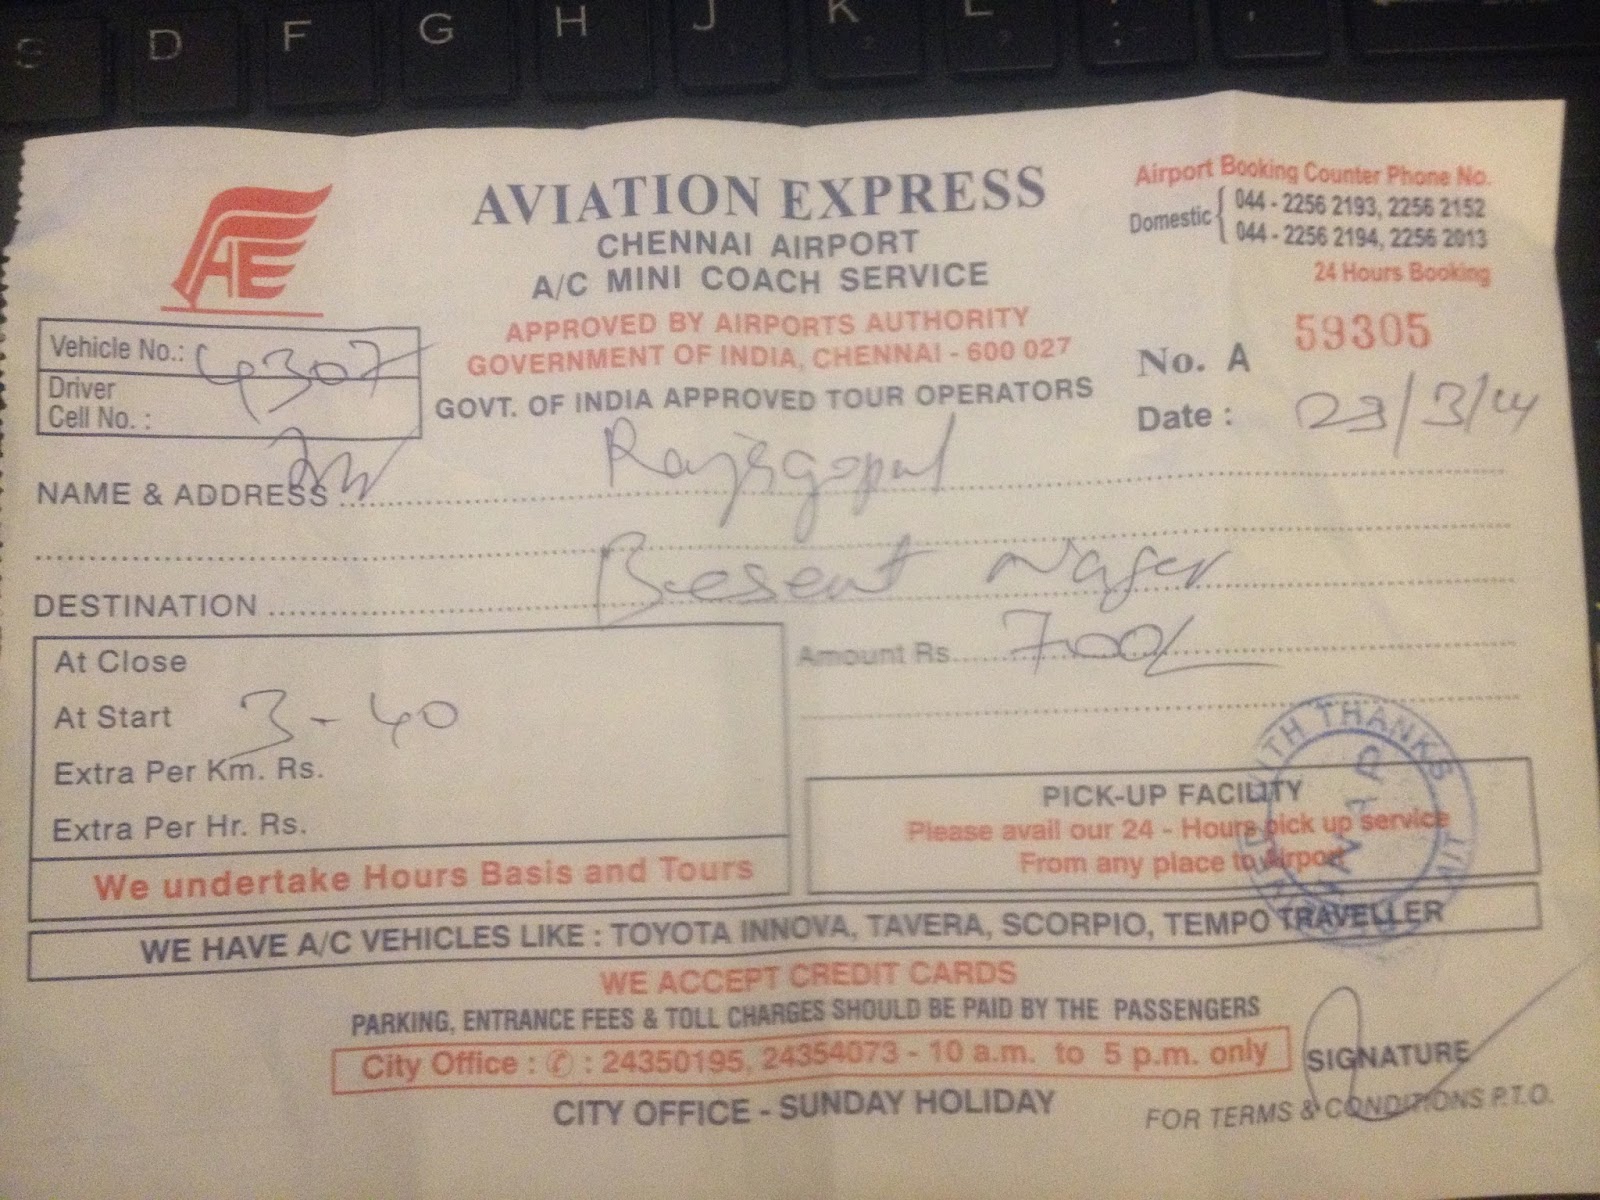 S D F G H J K L
AE
AVIATION EXPRESS
CHENNAI AIRPORT
A/C MINI COACH SERVICE
APPROVED BY AIRPORTS AUTHORITY
GOVERNMENT OF INDIA, CHENNAI - 600 027
GOVT. OF INDIA APPROVED TOUR OPERATORS
Airport Booking Counter Phone No.
Domestic { 044 - 2256 2193, 2256 2152
044 - 2256 2194, 2256 2013
24 Hours Booking
No. A 59305
Date : 23/3/14
Vehicle No.: 4307
Driver
Cell No. :
NAME & ADDRESS Rajagopal
DESTINATION Besent Nager
At Close
At Start 3-40
Extra Per Km. Rs.
Extra Per Hr. Rs.
We undertake Hours Basis and Tours
Amount Rs. 700/-
WITH THANKS
PAID
PICK-UP FACILITY
Please avail our 24 - Hours pick up service
From any place to Airport
WE HAVE A/C VEHICLES LIKE : TOYOTA INNOVA, TAVERA, SCORPIO, TEMPO TRAVELLER
WE ACCEPT CREDIT CARDS
PARKING, ENTRANCE FEES & TOLL CHARGES SHOULD BE PAID BY THE PASSENGERS
City Office : ✆ : 24350195, 24354073 - 10 a.m. to 5 p.m. only
CITY OFFICE - SUNDAY HOLIDAY
SIGNATURE
FOR TERMS & CONDITIONS P.T.O.